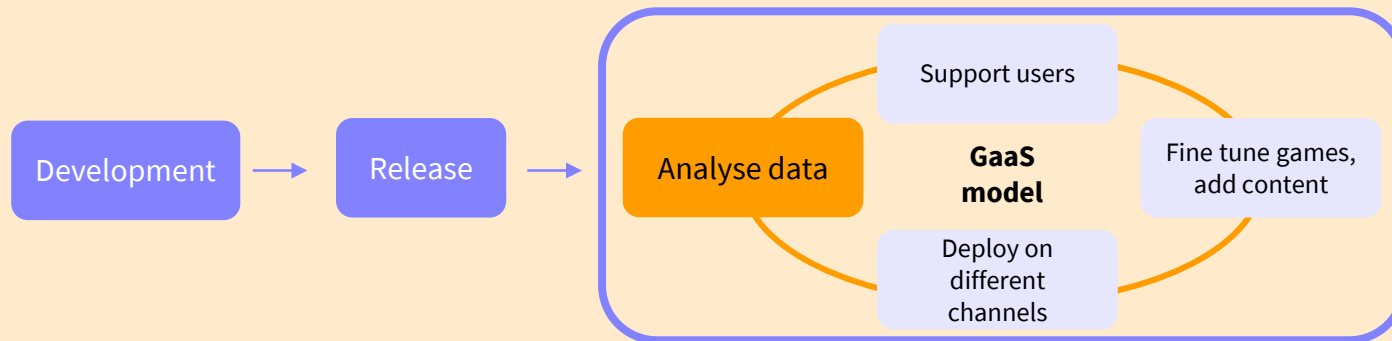 Development
Release
Analyse data
Support users
GaaS
model
Fine tune games,
add content
Deploy on
different
channels